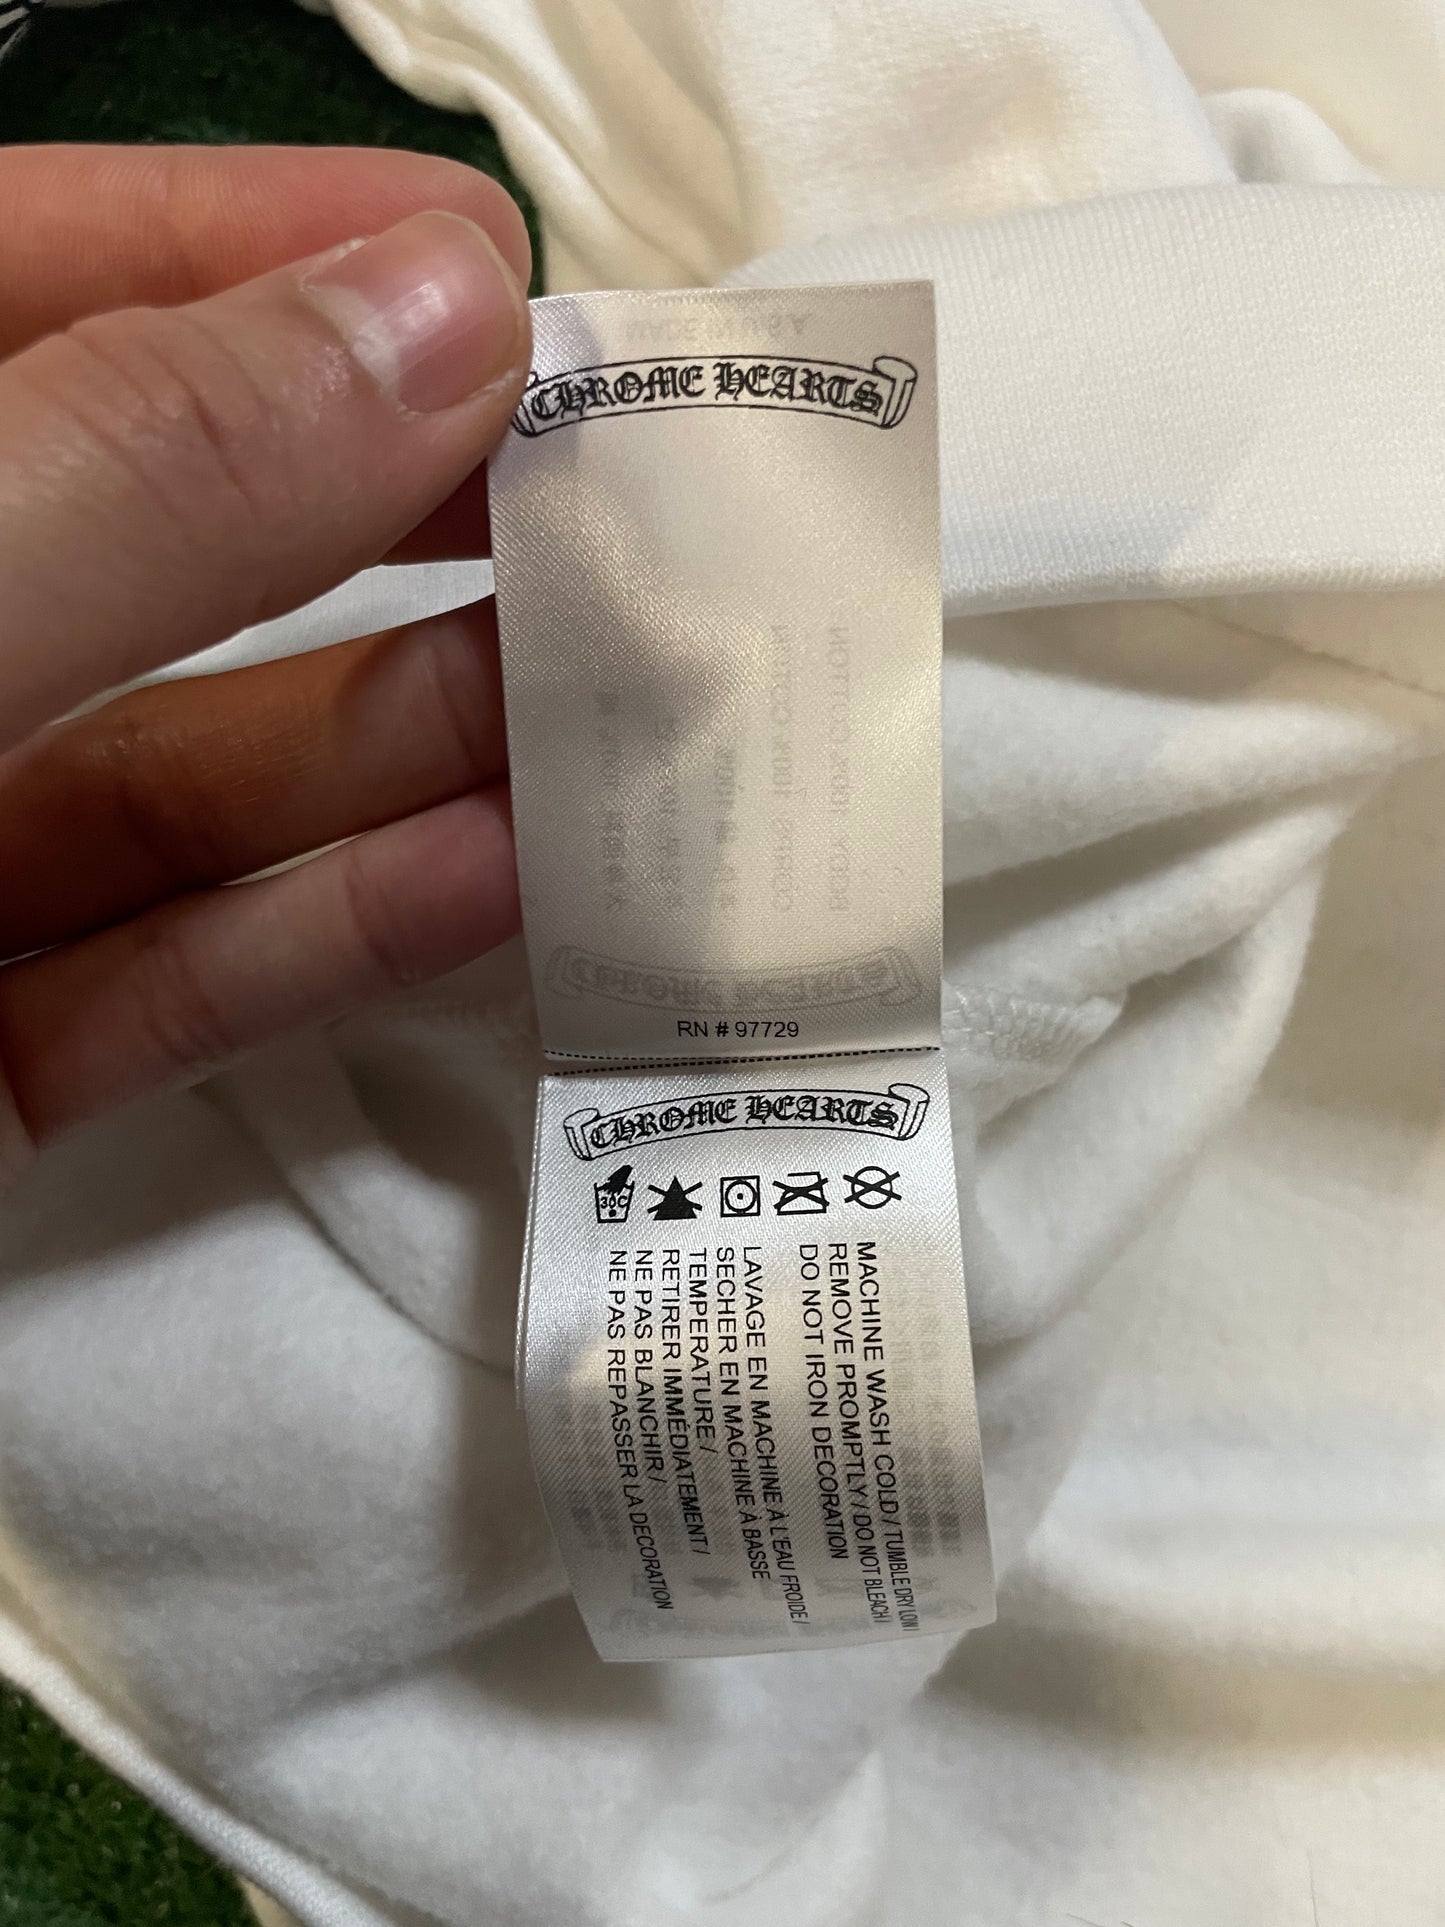 CHROME HEARTS
RN # 97729
CHROME HEARTS
30C
MACHINE WASH COLD / TUMBLE DRY LOW /
REMOVE PROMPTLY / DO NOT BLEACH /
DO NOT IRON DECORATION
LAVAGE EN MACHINE À L'EAU FROIDE /
SECHER EN MACHINE À BASSE
TEMPERATURE /
RETIRER IMMÉDIATEMENT /
NE PAS BLANCHIR /
NE PAS REPASSER LA DECORATION